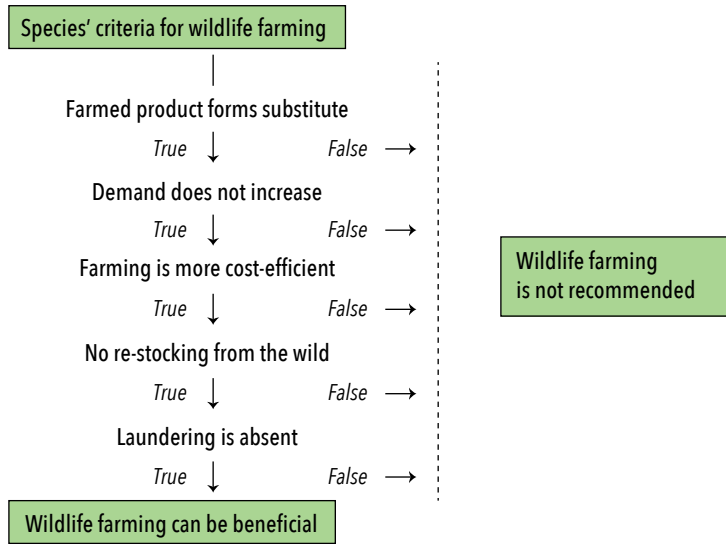 Species’ criteria for wildlife farming
Farmed product forms substitute
True False
Demand does not increase
True False
Farming is more cost-efficient
True False
No re-stocking from the wild
True False
Laundering is absent
True False
Wildlife farming can be beneficial
Wildlife farming
is not recommended